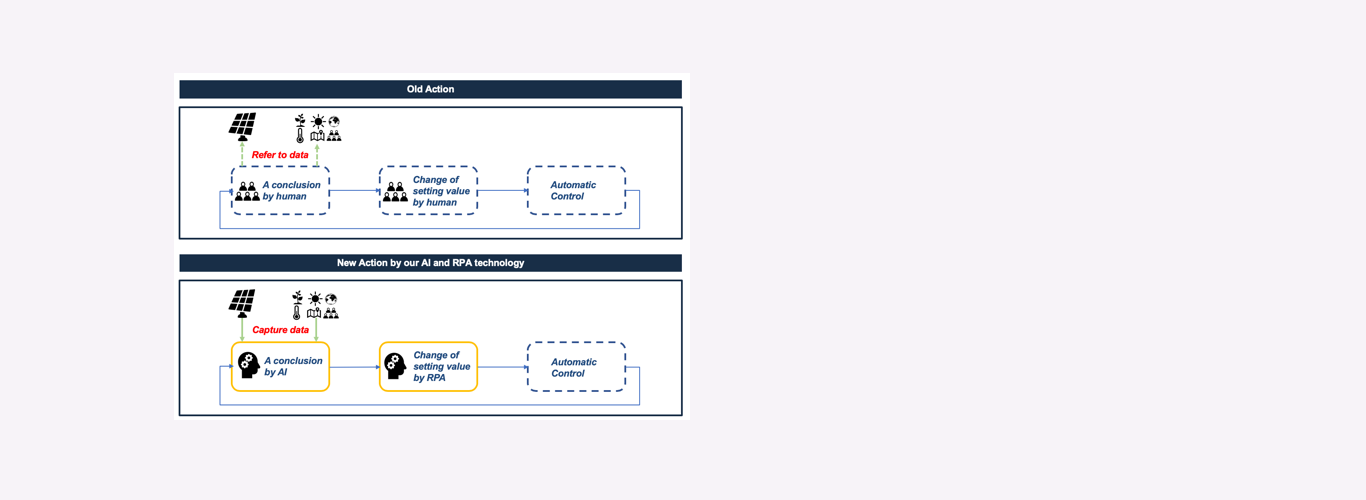 Old Action
Refer to data
A conclusion
by human
Change of
setting value
by human
Automatic
Control
New Action by our AI and RPA technology
Capture data
A conclusion
by AI
Change of
setting value
by RPA
Automatic
Control